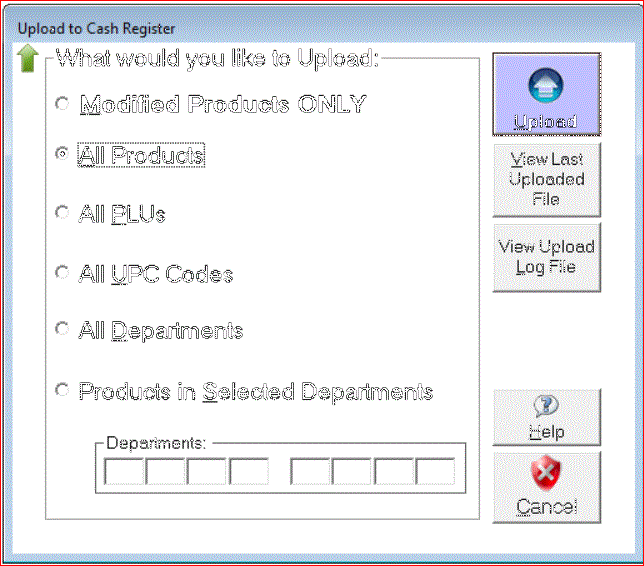 Upload to Cash Register
What would you like to Upload:
Modified Products ONLY
All Products
All PLUs
All UPC Codes
All Departments
Products in Selected Departments
Departments:
Upload
View Last
Uploaded
File
View Upload
Log File
Help
Cancel